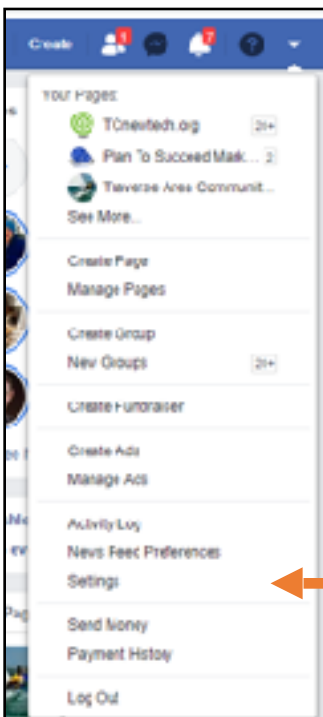 Create
Your Pages:
TCnewtech.org 20+
Plan To Succeed Mark... 2
Traverse Area Communit...
See More...
Create Page
Manage Pages
Create Group
New Groups 20+
Create Fundraiser
Create Ads
Manage Ads
Activity Log
News Feed Preferences
Settings
Send Money
Payment History
Log Out